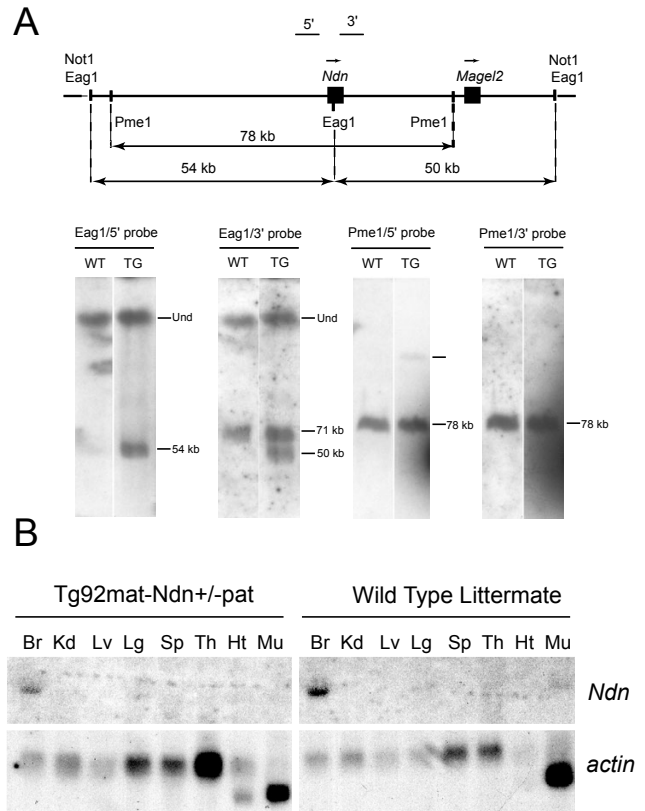 A
5' 3'
Not1
Eag1
Ndn
Magel2
Not1
Eag1
Pme1
Eag1
Pme1
78 kb
54 kb
50 kb
Eag1/5' probe
WT TG
Und
54 kb
Eag1/3' probe
WT TG
Und
71 kb
50 kb
Pme1/5' probe
WT TG
78 kb
Pme1/3' probe
WT TG
78 kb
B
Tg92mat-Ndn+/-pat
Wild Type Littermate
Br Kd Lv Lg Sp Th Ht Mu
Br Kd Lv Lg Sp Th Ht Mu
Ndn
actin